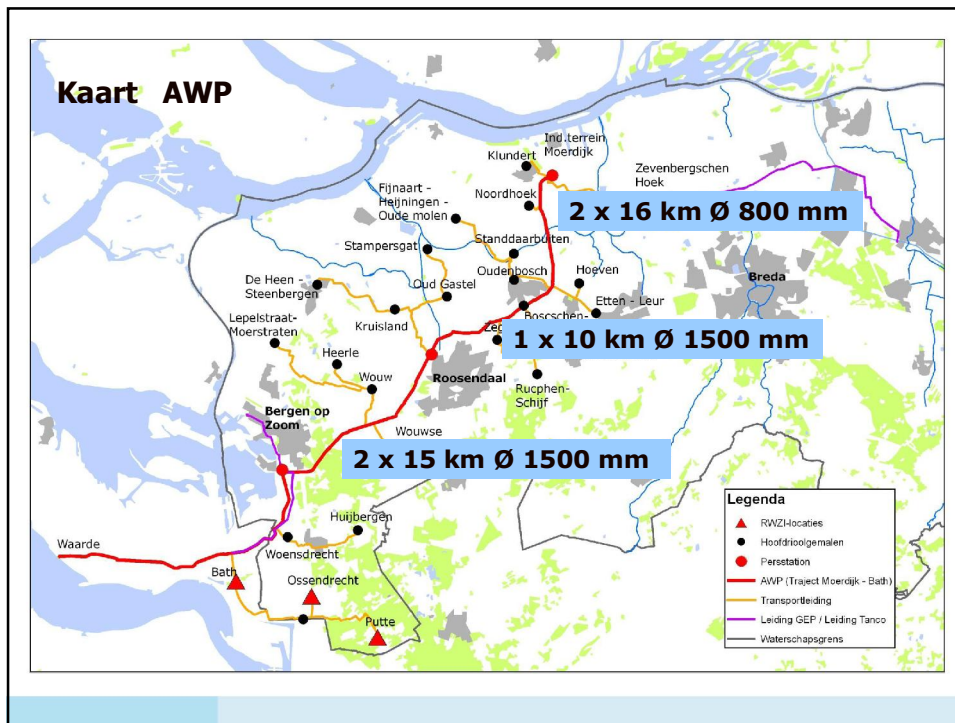 Kaart AWP
Ind.terrein
Moerdijk
Klundert
Zevenbergschen
Hoek
Noordhoek
Fijnaart -
Heijningen -
Oude molen
2 x 16 km Ø 800 mm
Standdaarbuiten
Stampersgat
Oudenbosch
Hoeven
Breda
De Heen
Steenbergen
Oud Gastel
Etten - Leur
Boscschen-
Kruisland
Lepelstraat-
Moerstraten
Zeg
1 x 10 km Ø 1500 mm
Heerle
Roosendaal
Wouw
Rucphen-
Schijf
Bergen op
Zoom
Wouwse
2 x 15 km Ø 1500 mm
Huijbergen
Waarde
Woensdrecht
Bath
Ossendrecht
Putte
Legenda
RWZI-locaties
Hoofdrioolgemalen
Persstation
AWP (Traject Moerdijk - Bath)
Transportleiding
Leiding GEP / Leiding Tanco
Waterschapsgrens